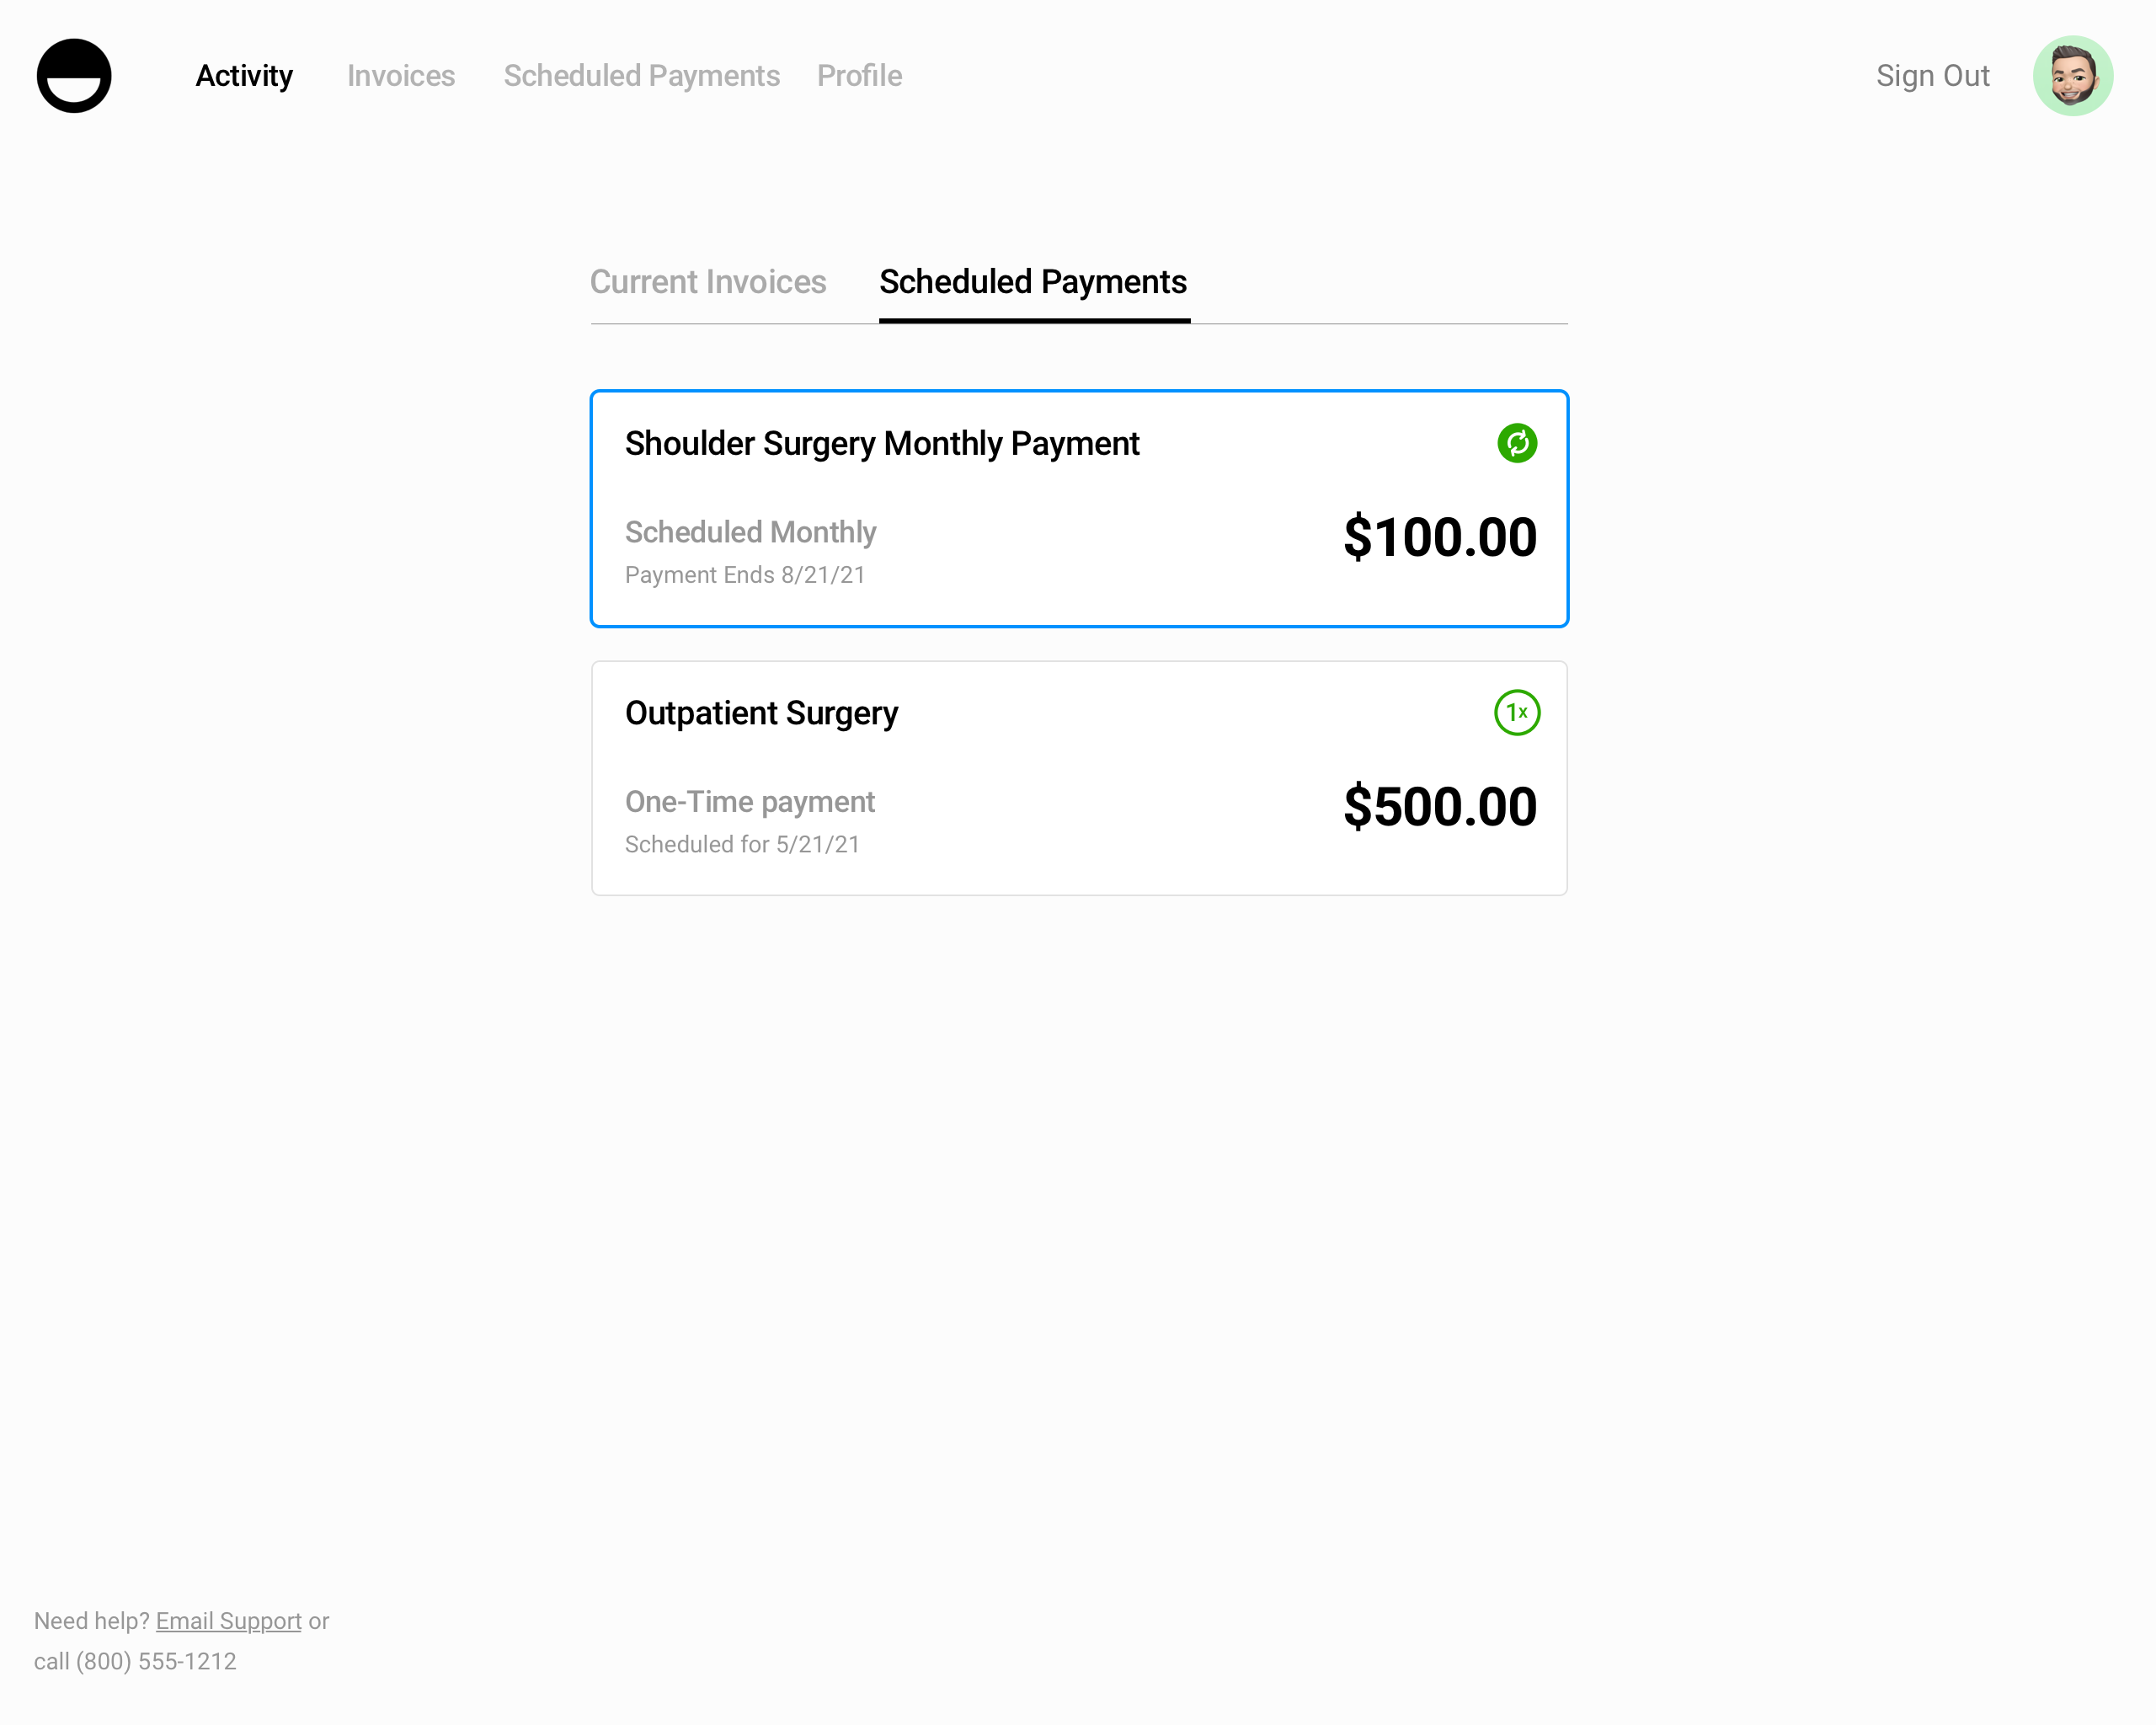 Activity Invoices Scheduled Payments Profile Sign Out
Current Invoices Scheduled Payments
Shoulder Surgery Monthly Payment
Scheduled Monthly
$100.00
Payment Ends 8/21/21
Outpatient Surgery
1x
One-Time payment
$500.00
Scheduled for 5/21/21
Need help? Email Support or
call (800) 555-1212